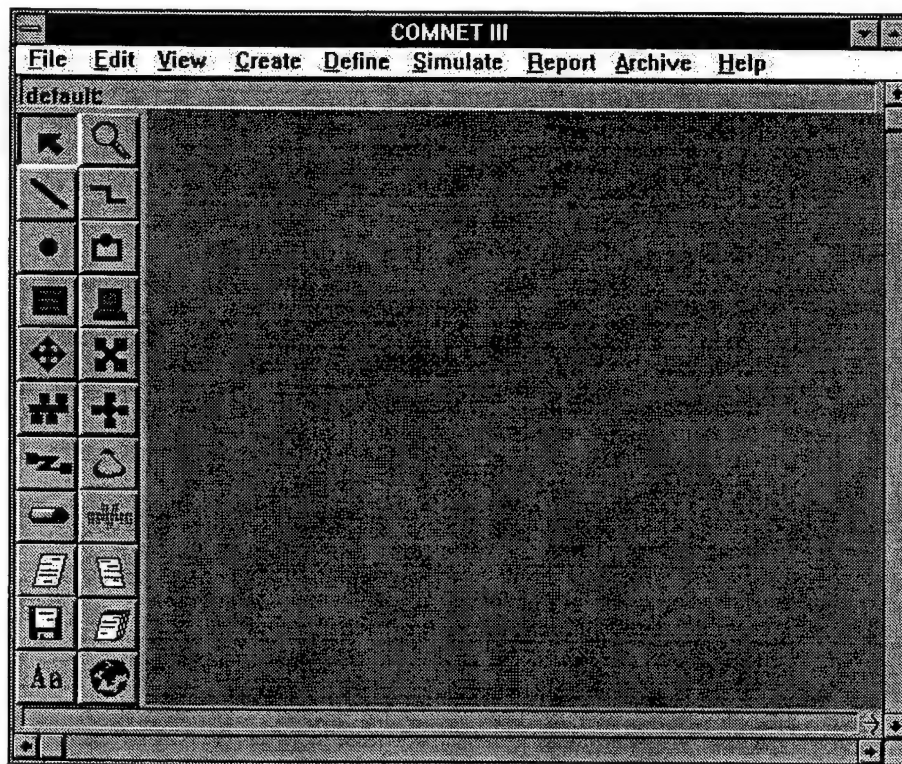 COMNET III
File Edit View Create Define Simulate Report Archive Help
default
Aa